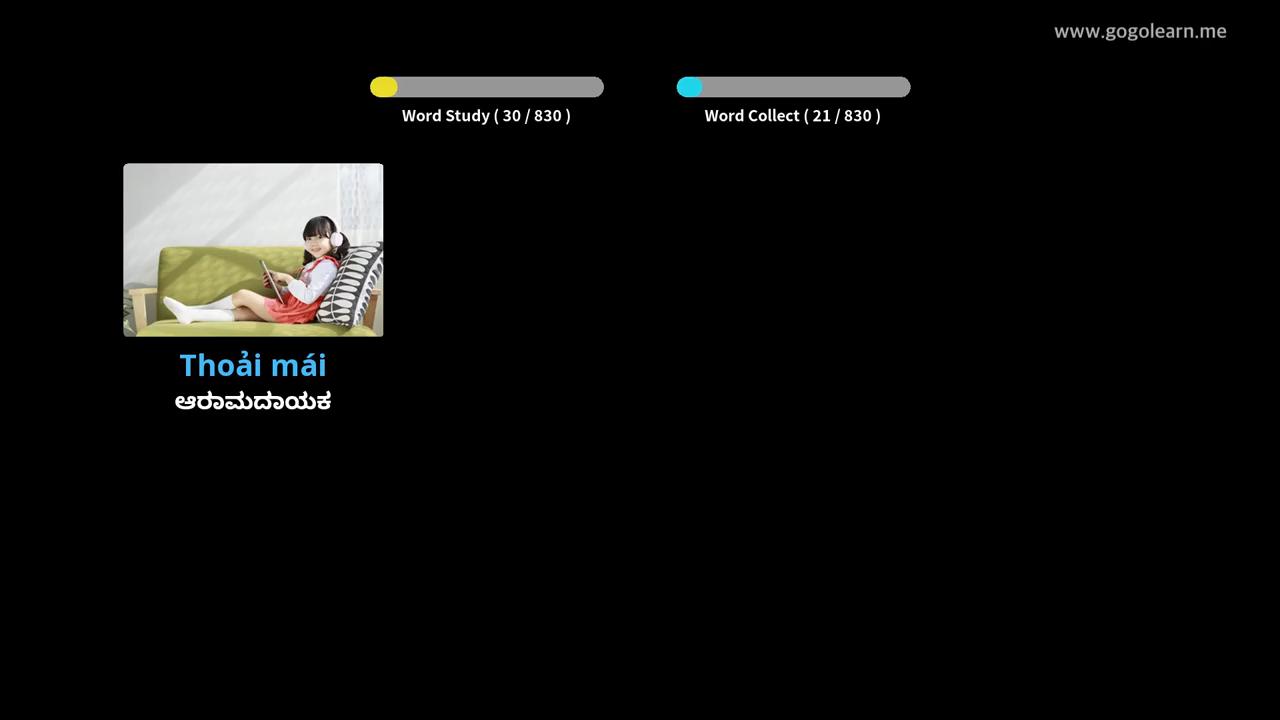 www.gogolearn.me
Word Study ( 30 / 830 )
Word Collect ( 21 / 830 )
Thoải mái
ಆರಾಮದಾಯಕ